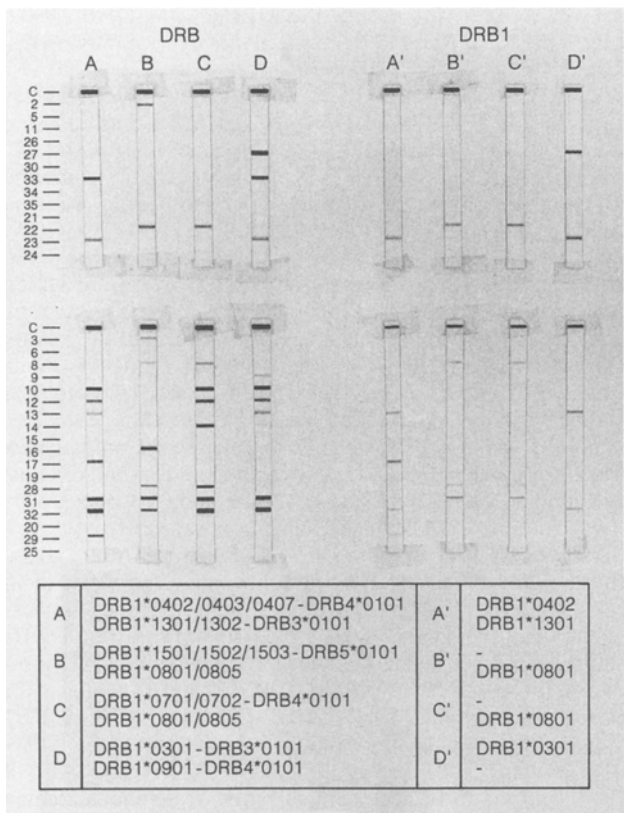 DRB DRB1
A B C D A' B' C' D'
C
2
5
11
26
27
30
33
34
35
21
22
23
24
C
3
6
8
9
10
12
13
14
15
16
17
19
28
31
32
20
29
25
A DRB1*0402/0403/0407-DRB4*0101 A' DRB1*0402
DRB1*1301/1302-DRB3*0101 DRB1*1301
B DRB1*1501/1502/1503-DRB5*0101 B' -
DRB1*0801/0805 DRB1*0801
C DRB1*0701/0702-DRB4*0101 C' -
DRB1*0801/0805 DRB1*0801
D DRB1*0301-DRB3*0101 D' DRB1*0301
DRB1*0901-DRB4*0101 -